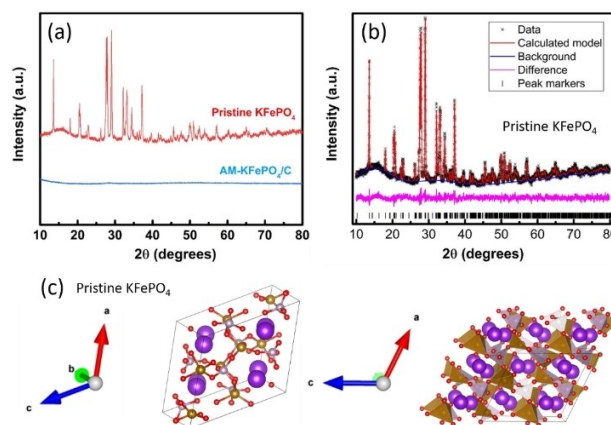 (a)
Intensity (a.u.)
Pristine KFePO4
AM-KFePO4/C
10 20 30 40 50 60 70 80
2θ (degrees)
(b)
Intensity (a.u.)
Data
Calculated model
Background
Difference
Peak markers
Pristine KFePO4
10 20 30 40 50 60 70 80
2θ (degrees)
(c) Pristine KFePO4
a
b
c
a
c